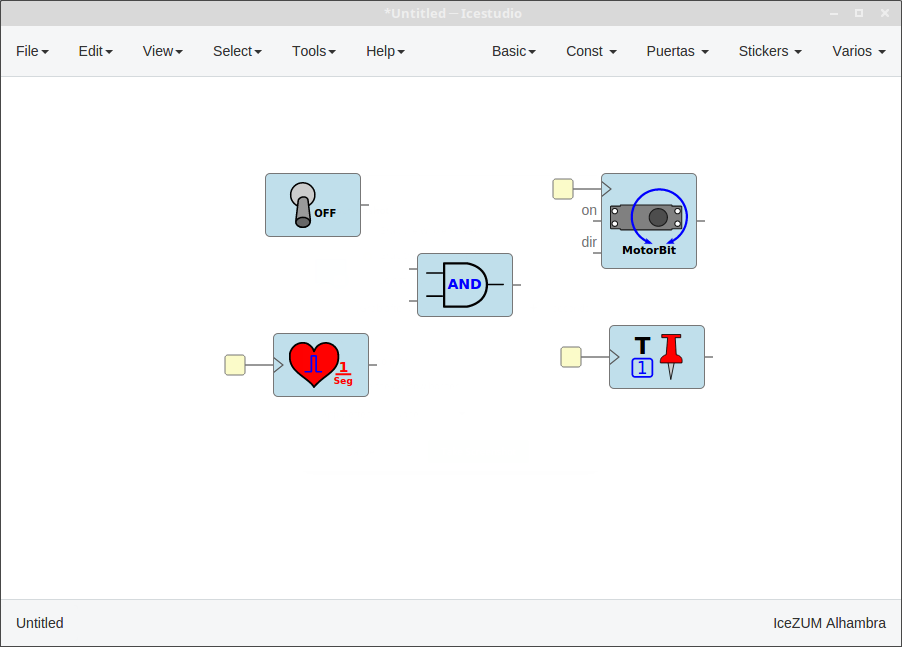 *Untitled — Icestudio
File Edit View Select Tools Help Basic Const Puertas Stickers Varios
OFF
on
dir
MotorBit
AND
1
Seg
T
1
Untitled IceZUM Alhambra